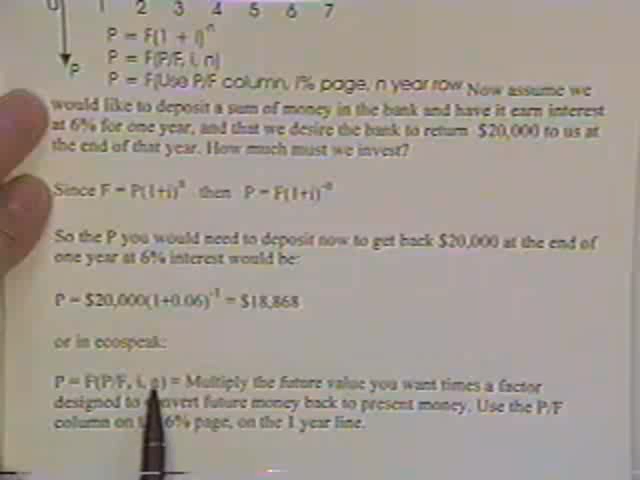 0 1 2 3 4 5 6 7
P
P = F(1 + i)^n
P = F(P/F, i, n)
P = F(Use P/F column, i% page, n year row Now assume we
would like to deposit a sum of money in the bank and have it earn interest
at 6% for one year, and that we desire the bank to return $20,000 to us at
the end of that year. How much must we invest?
Since F = P(1+i)^n then P = F(1+i)^-n
So the P you would need to deposit now to get back $20,000 at the end of
one year at 6% interest would be:
P = $20,000(1+0.06)^-1 = $18,868
or in ecospeak:
P = F(P/F, i, n) = Multiply the future value you want times a factor
designed to convert future money back to present money. Use the P/F
column on 6% page, on the 1 year line.